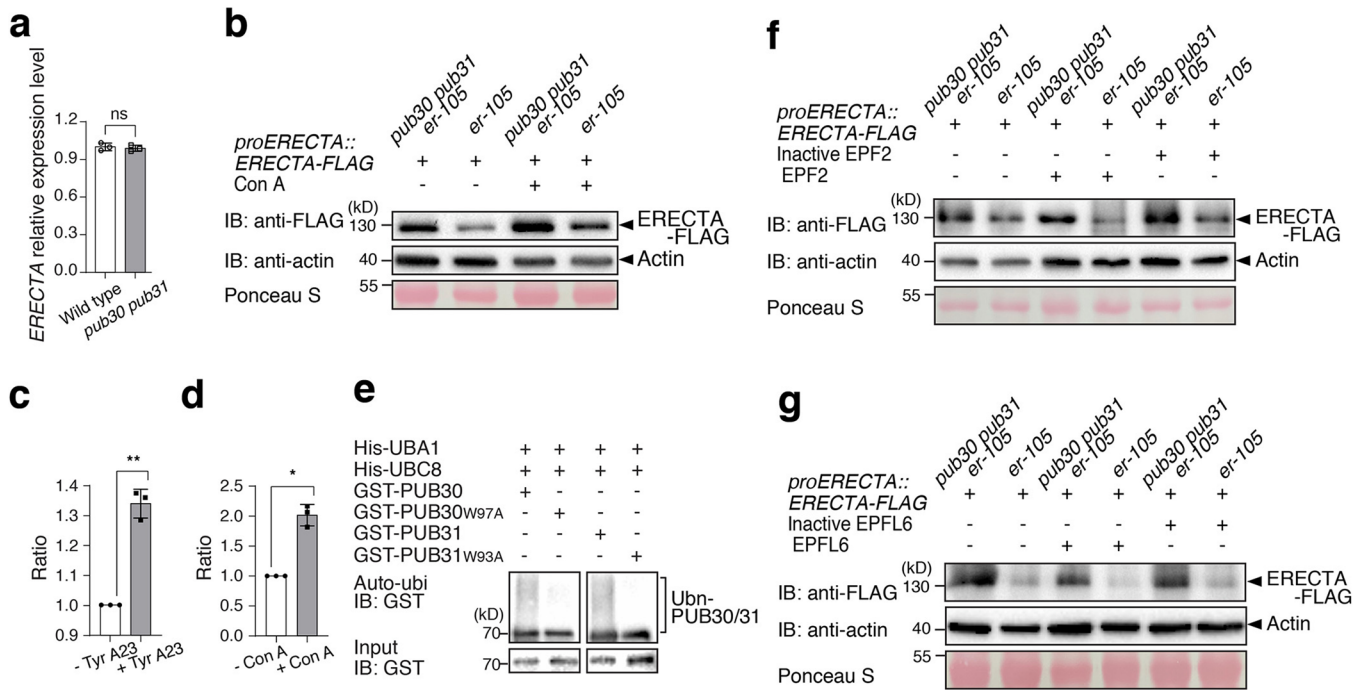 a
ERECTA relative expression level
ns
1.2
0.9
0.6
0.3
0.0
Wild type
pub30 pub31
b
pub30 pub31
er-105
er-105
pub30 pub31
er-105
er-105
proERECTA::
ERECTA-FLAG + + + +
Con A - - + +
(kD)
IB: anti-FLAG 130 ERECTA
-FLAG
IB: anti-actin 40 Actin
55
Ponceau S
f
pub30 pub31
er-105
er-105
pub30 pub31
er-105
er-105
pub30 pub31
er-105
er-105
proERECTA::
ERECTA-FLAG + + + + + +
Inactive EPF2 - - - - + +
EPF2 - - + + - -
(kD)
IB: anti-FLAG 130 ERECTA
-FLAG
IB: anti-actin 40 Actin
55
Ponceau S
c
**
Ratio
1.4
1.3
1.2
1.1
1.0
0.9
- Tyr A23
+ Tyr A23
d
*
Ratio
2.5
2.0
1.5
1.0
0.5
0.0
- Con A
+ Con A
e
His-UBA1 + + + +
His-UBC8 + + + +
GST-PUB30 + - - -
GST-PUB30W97A - + - -
GST-PUB31 - - + -
GST-PUB31W93A - - - +
Auto-ubi
IB: GST
(kD)
70
Ubn-
PUB30/31
Input
IB: GST
70
g
pub30 pub31
er-105
er-105
pub30 pub31
er-105
er-105
pub30 pub31
er-105
er-105
proERECTA::
ERECTA-FLAG + + + + + +
Inactive EPFL6 - - - - + +
EPFL6 - - + + - -
(kD)
IB: anti-FLAG 130 ERECTA
-FLAG
IB: anti-actin 40 Actin
55
Ponceau S